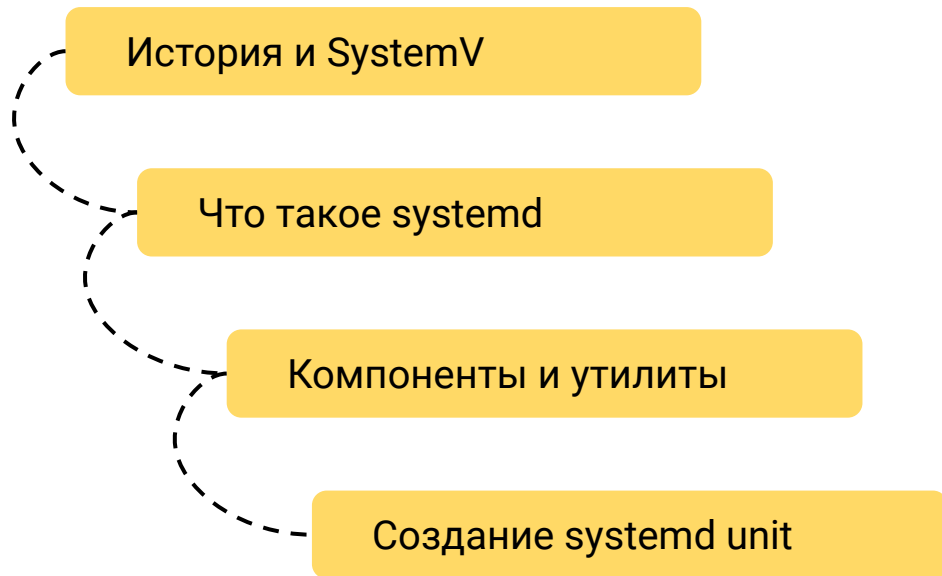 История и SystemV
Что такое systemd
Компоненты и утилиты
Создание systemd unit